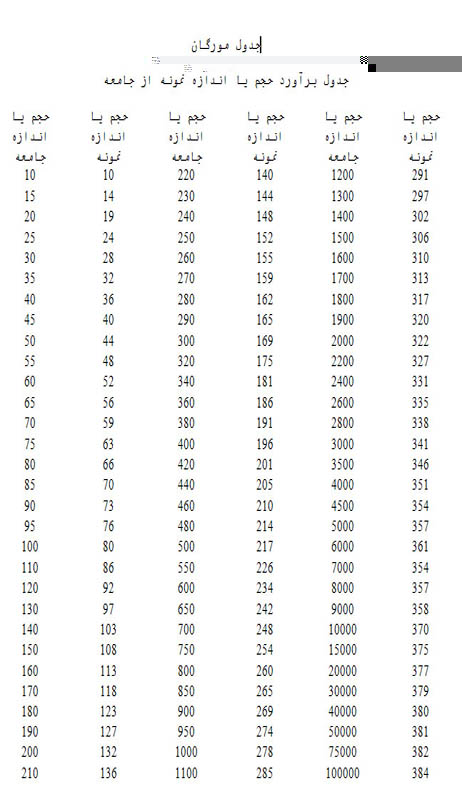 جدول مورگان
جدول برآورد حجم یا اندازه نمونه از جامعه
حجم یا حجم یا حجم یا حجم یا حجم یا حجم یا
اندازه اندازه اندازه اندازه اندازه اندازه
جامعه نمونه جامعه نمونه جامعه نمونه
10 10 220 140 1200 291
15 14 230 144 1300 297
20 19 240 148 1400 302
25 24 250 152 1500 306
30 28 260 155 1600 310
35 32 270 159 1700 313
40 36 280 162 1800 317
45 40 290 165 1900 320
50 44 300 169 2000 322
55 48 320 175 2200 327
60 52 340 181 2400 331
65 56 360 186 2600 335
70 59 380 191 2800 338
75 63 400 196 3000 341
80 66 420 201 3500 346
85 70 440 205 4000 351
90 73 460 210 4500 354
95 76 480 214 5000 357
100 80 500 217 6000 361
110 86 550 226 7000 354
120 92 600 234 8000 357
130 97 650 242 9000 358
140 103 700 248 10000 370
150 108 750 254 15000 375
160 113 800 260 20000 377
170 118 850 265 30000 379
180 123 900 269 40000 380
190 127 950 274 50000 381
200 132 1000 278 75000 382
210 136 1100 285 100000 384